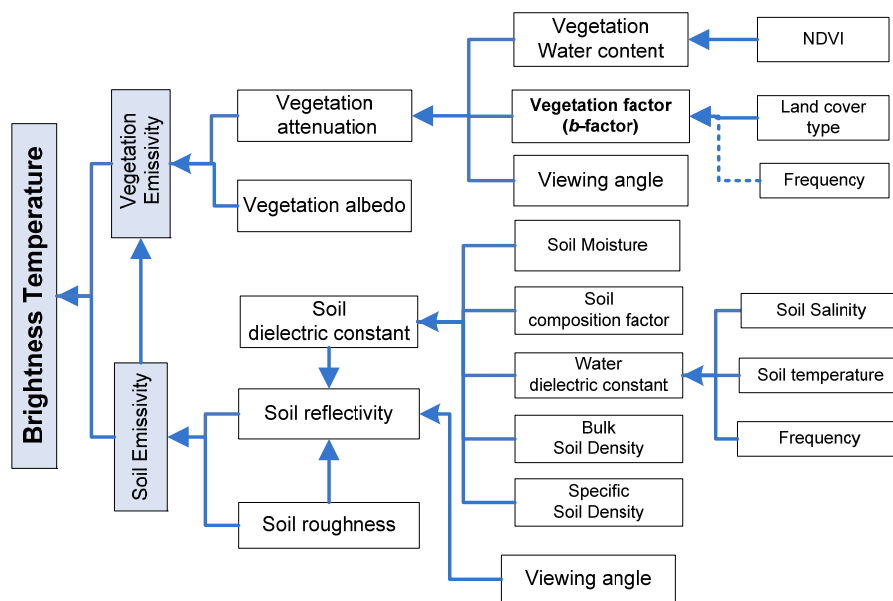 Brightness Temperature
Vegetation
Emissivity
Soil Emissivity
Vegetation
attenuation
Vegetation albedo
Soil
dielectric constant
Soil reflectivity
Soil roughness
Vegetation
Water content
Vegetation factor
(b-factor)
Viewing angle
Soil Moisture
Soil
composition factor
Water
dielectric constant
Bulk
Soil Density
Specific
Soil Density
Viewing angle
NDVI
Land cover
type
Frequency
Soil Salinity
Soil temperature
Frequency